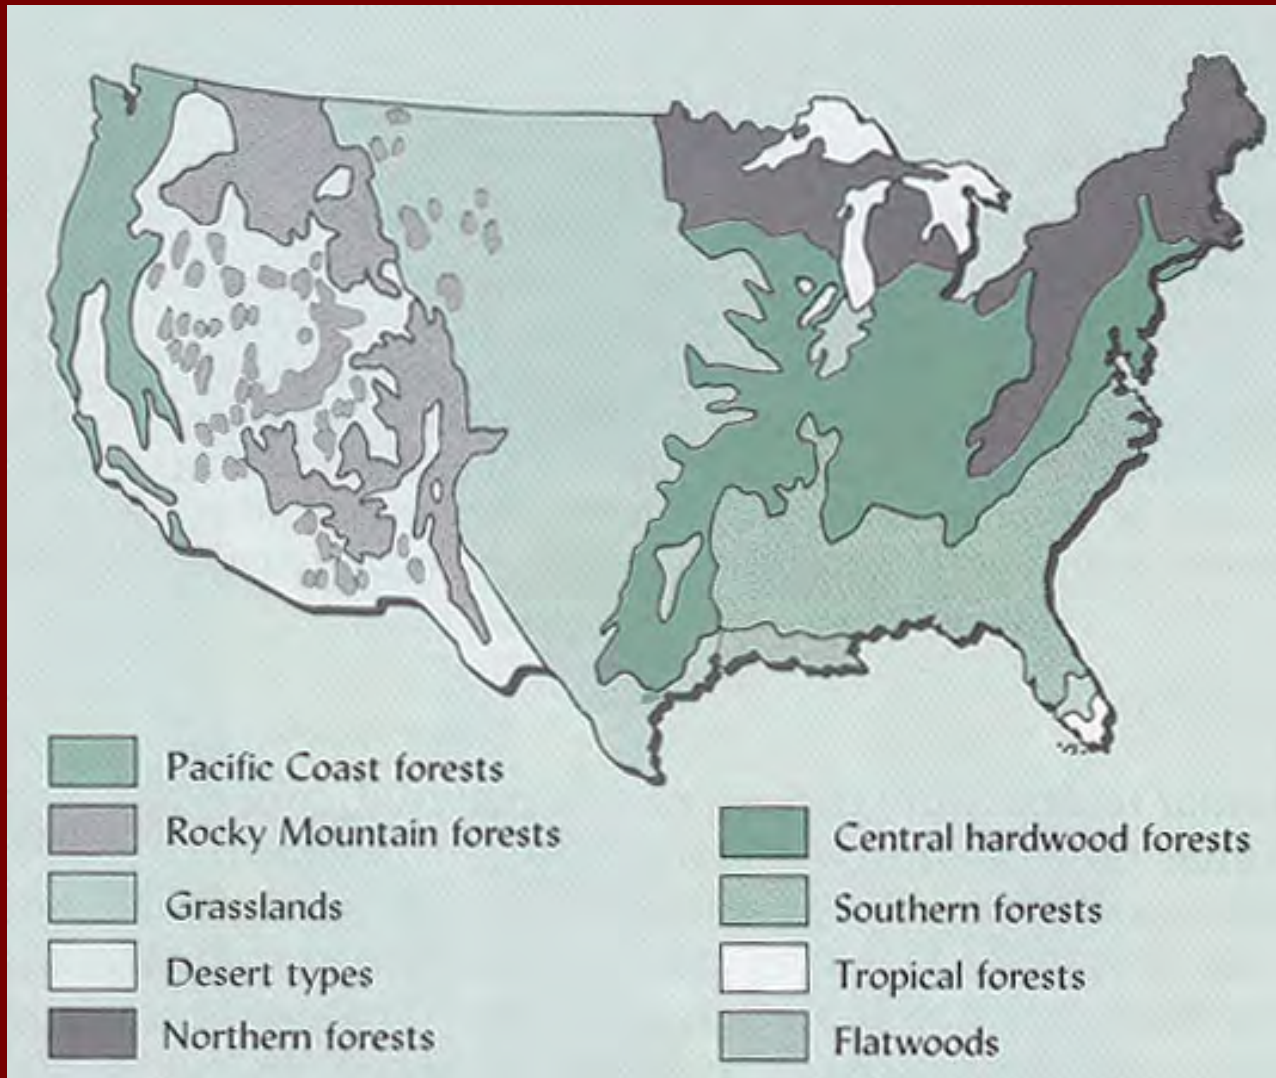 Pacific Coast forests
Rocky Mountain forests
Grasslands
Desert types
Northern forests
Central hardwood forests
Southern forests
Tropical forests
Flatwoods